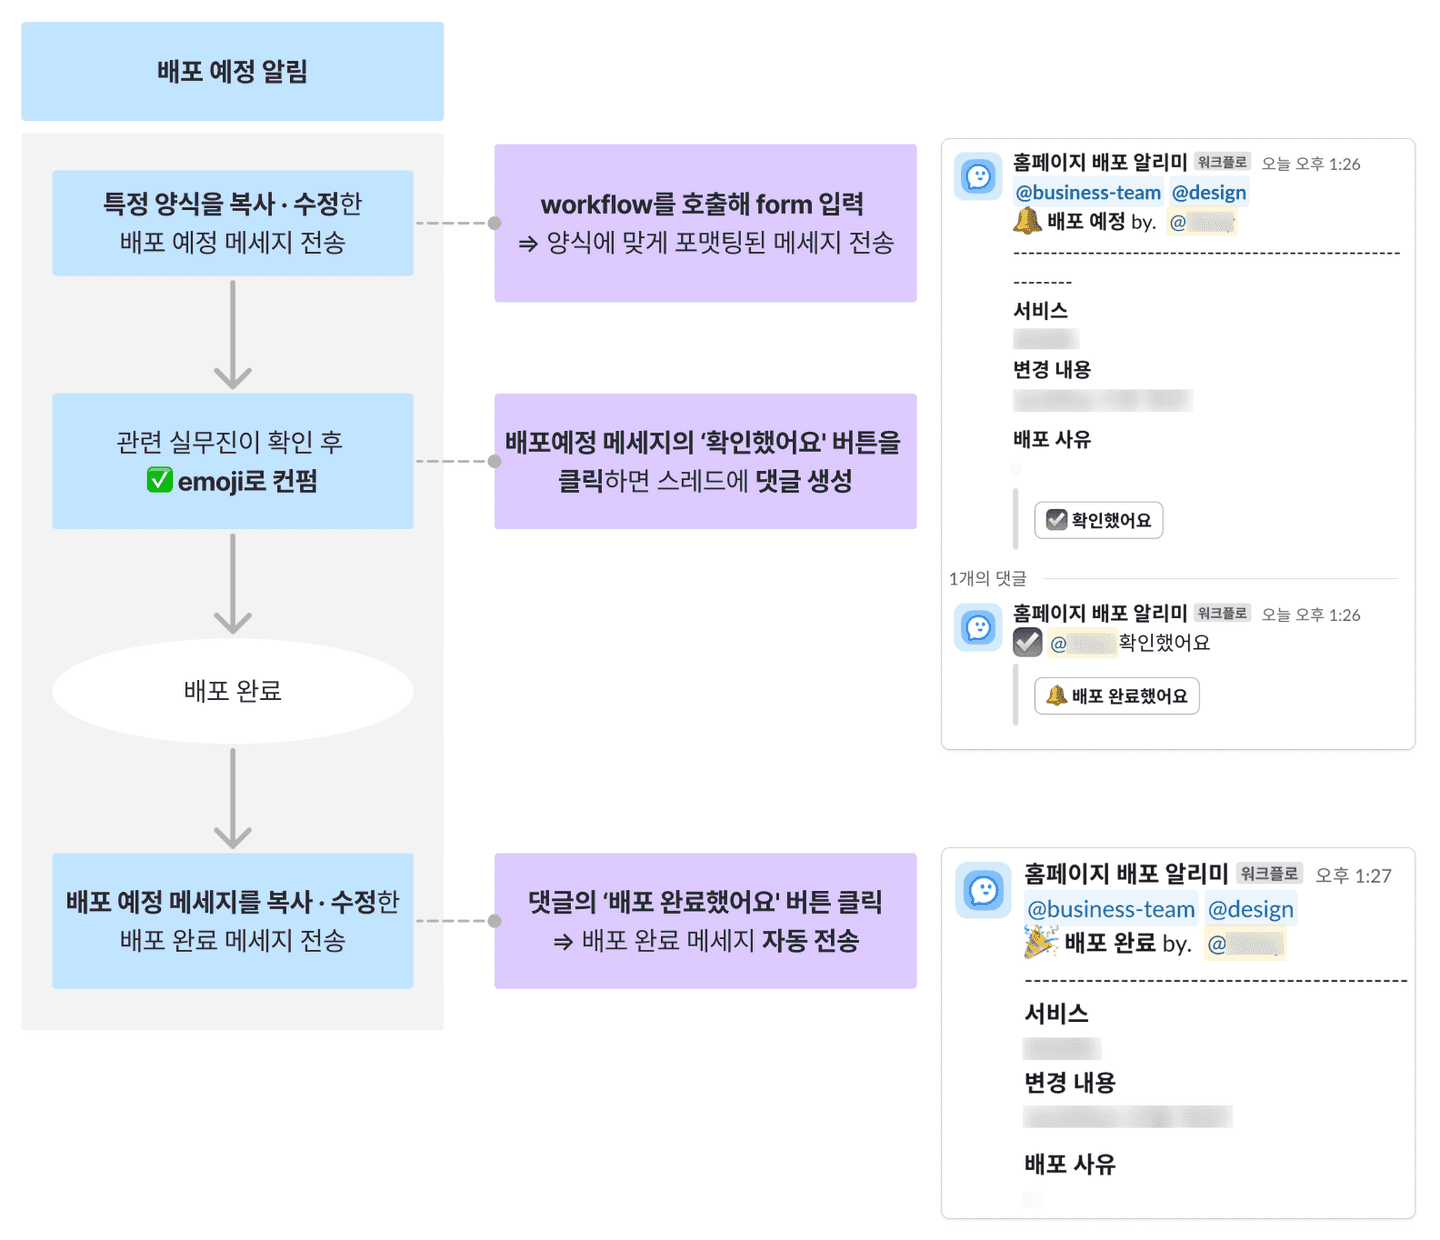 배포 예정 알림
특정 양식을 복사 · 수정한
배포 예정 메세지 전송
workflow를 호출해 form 입력
⇒ 양식에 맞게 포맷팅된 메세지 전송
관련 실무진이 확인 후
✅ emoji로 컨펌
배포예정 메세지의 ‘확인했어요' 버튼을
클릭하면 스레드에 댓글 생성
배포 완료
배포 예정 메세지를 복사 · 수정한
배포 완료 메세지 전송
댓글의 ‘배포 완료했어요' 버튼 클릭
⇒ 배포 완료 메세지 자동 전송
홈페이지 배포 알리미 워크플로 오늘 오후 1:26
@business-team @design
🔔 배포 예정 by. @
----------------------------------------------------
--------
서비스
변경 내용
배포 사유
확인했어요
1개의 댓글
홈페이지 배포 알리미 워크플로 오늘 오후 1:26
@ 확인했어요
🔔 배포 완료했어요
홈페이지 배포 알리미 워크플로 오후 1:27
@business-team @design
🎉 배포 완료 by. @
--------------------------------------------
서비스
변경 내용
배포 사유